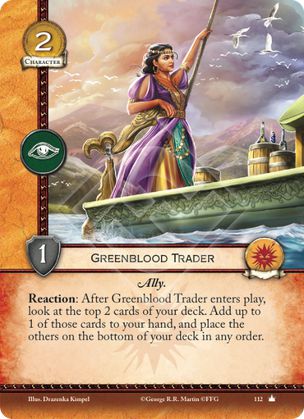 2
Character
1
Greenblood Trader
Ally.
Reaction: After Greenblood Trader enters play,
look at the top 2 cards of your deck. Add up to
1 of those cards to your hand, and place the
others on the bottom of your deck in any order.
Illus. Drazenka Kimpel ©George R.R. Martin ©FFG 112